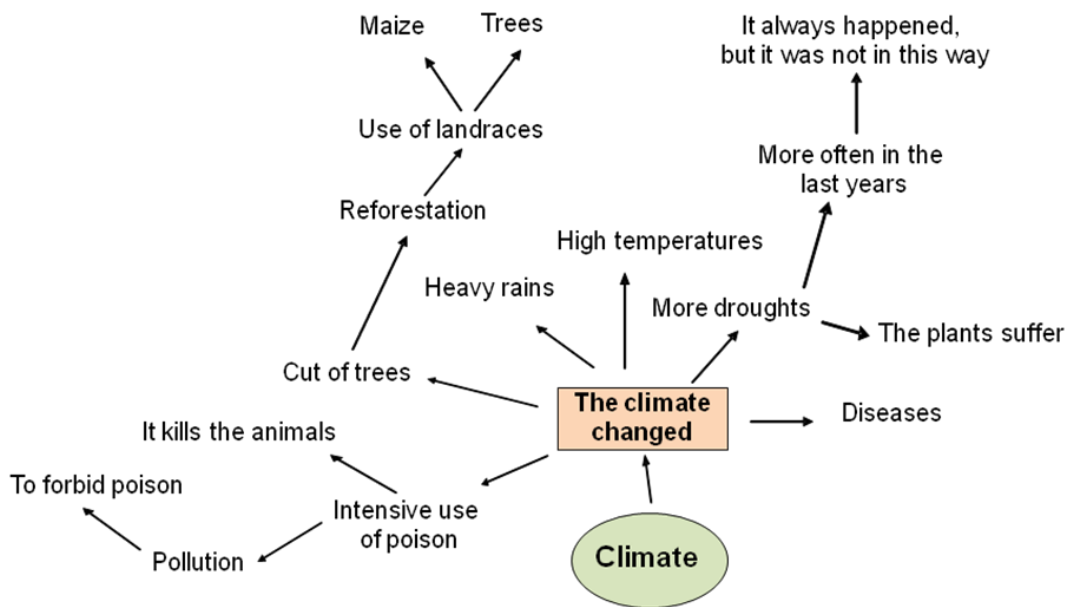 Maize
Trees
It always happened,
but it was not in this way
Use of landraces
More often in the
last years
Reforestation
High temperatures
Heavy rains
More droughts
The plants suffer
Cut of trees
The climate
changed
Diseases
It kills the animals
To forbid poison
Intensive use
of poison
Pollution
Climate